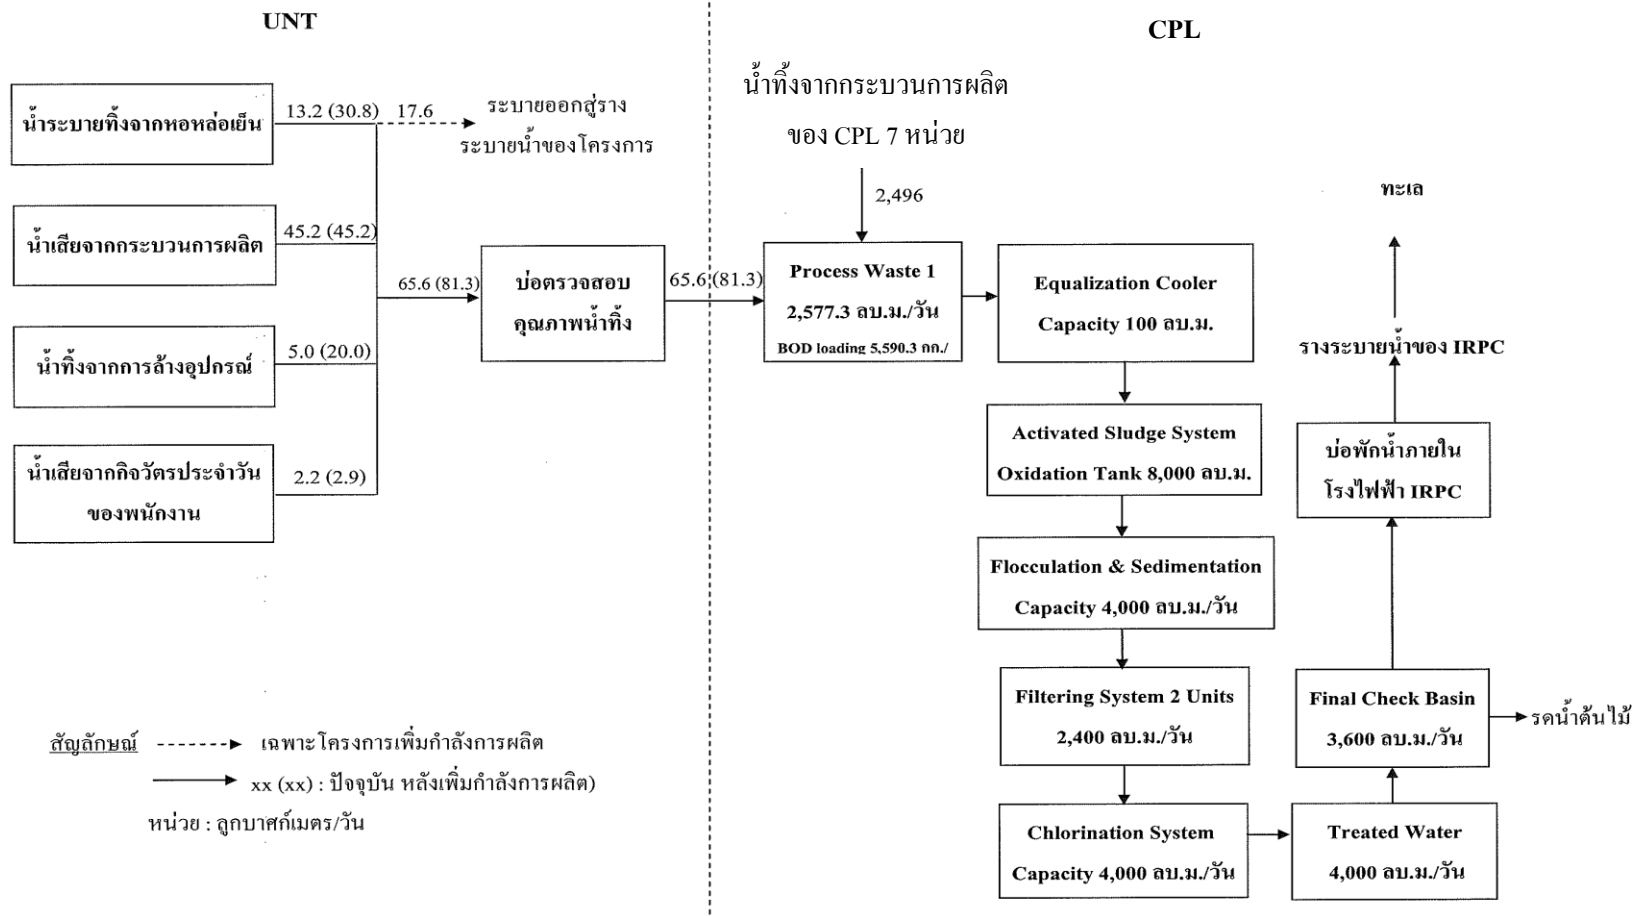 UNT
CPL
น้ำระบายทิ้งจากหอหล่อเย็น
13.2 (30.8)
17.6
ระบายออกสู่ราง
ระบายน้ำของโครงการ
น้ำเสียจากกระบวนการผลิต
45.2 (45.2)
น้ำทิ้งจากการล้างอุปกรณ์
5.0 (20.0)
น้ำเสียจากกิจวัตรประจำวัน
ของพนักงาน
2.2 (2.9)
65.6 (81.3)
บ่อตรวจสอบ
คุณภาพน้ำทิ้ง
65.6 (81.3)
น้ำทิ้งจากกระบวนการผลิต
ของ CPL 7 หน่วย
2,496
Process Waste 1
2,577.3 ลบ.ม./วัน
BOD loading 5,590.3 กก./
Equalization Cooler
Capacity 100 ลบ.ม.
Activated Sludge System
Oxidation Tank 8,000 ลบ.ม.
Flocculation & Sedimentation
Capacity 4,000 ลบ.ม./วัน
Filtering System 2 Units
2,400 ลบ.ม./วัน
Chlorination System
Capacity 4,000 ลบ.ม./วัน
Treated Water
4,000 ลบ.ม./วัน
Final Check Basin
3,600 ลบ.ม./วัน
รดน้ำต้นไม้
บ่อพักน้ำภายใน
โรงไฟฟ้า IRPC
รางระบายน้ำของ IRPC
ทะเล
สัญลักษณ์
เฉพาะโครงการเพิ่มกำลังการผลิต
xx (xx) : ปัจจุบัน หลังเพิ่มกำลังการผลิต)
หน่วย : ลูกบาศก์เมตร/วัน